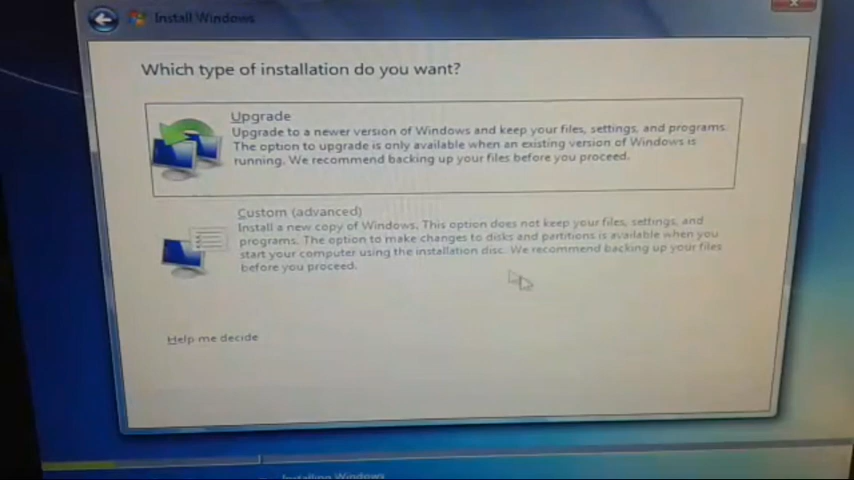 Install Windows
Which type of installation do you want?
Upgrade
Upgrade to a newer version of Windows and keep your files, settings, and programs.
The option to upgrade is only available when an existing version of Windows is
running. We recommend backing up your files before you proceed.
Custom (advanced)
Install a new copy of Windows. This option does not keep your files, settings, and
programs. The option to make changes to disks and partitions is available when you
start your computer using the installation disc. We recommend backing up your files
before you proceed.
Help me decide
Installing Windows